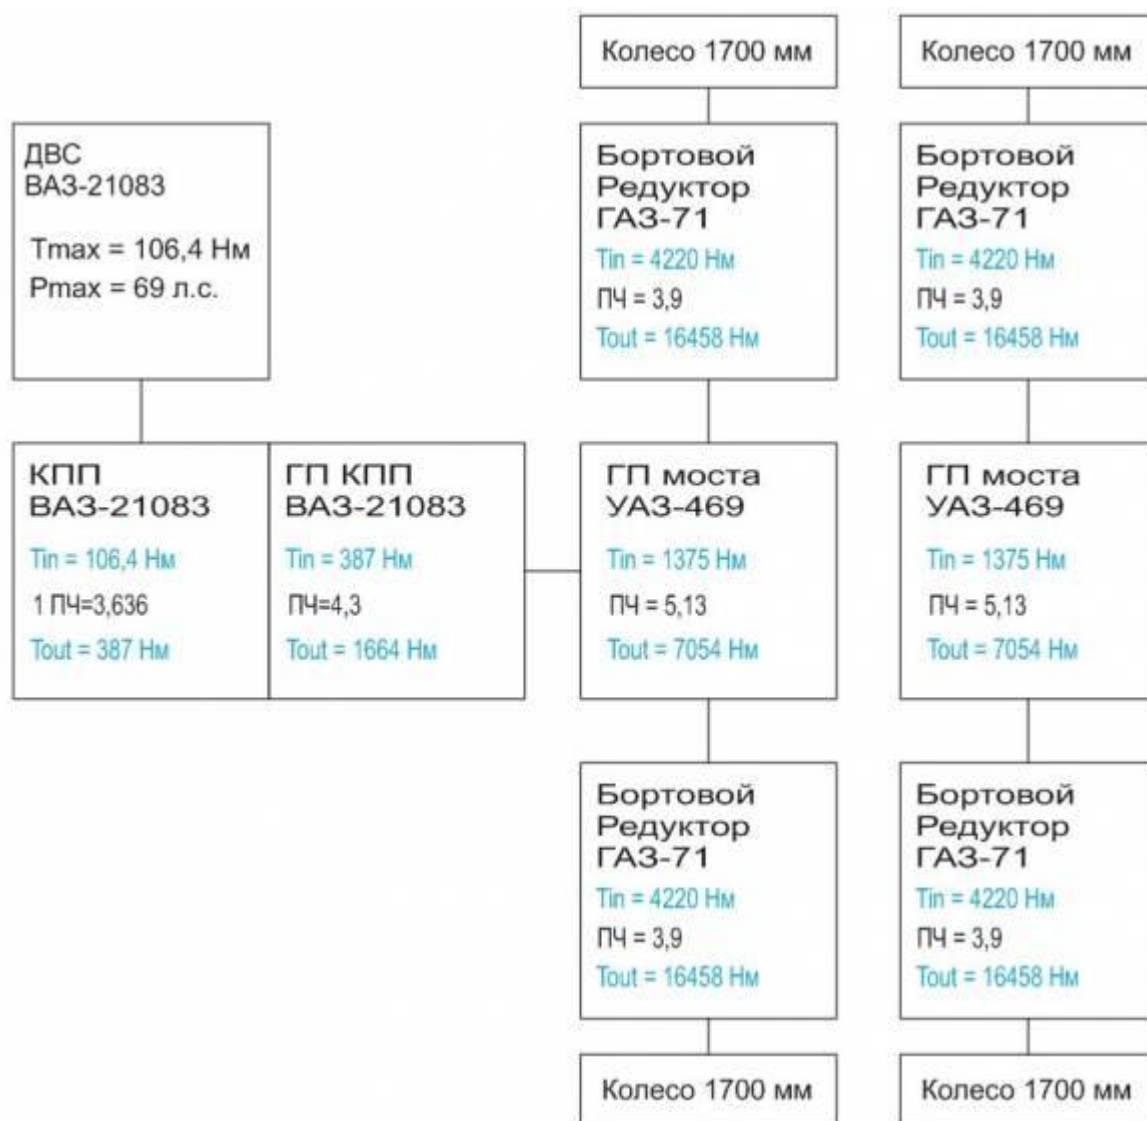 Колесо 1700 мм
Колесо 1700 мм
ДВС
ВАЗ-21083
Tmax = 106,4 Нм
Pmax = 69 л.с.
Бортовой
Редуктор
ГАЗ-71
Tin = 4220 Нм
ПЧ = 3,9
Tout = 16458 Нм
Бортовой
Редуктор
ГАЗ-71
Tin = 4220 Нм
ПЧ = 3,9
Tout = 16458 Нм
КПП
ВАЗ-21083
Tin = 106,4 Нм
1 ПЧ=3,636
Tout = 387 Нм
ГП КПП
ВАЗ-21083
Tin = 387 Нм
ПЧ=4,3
Tout = 1664 Нм
ГП моста
УАЗ-469
Tin = 1375 Нм
ПЧ = 5,13
Tout = 7054 Нм
ГП моста
УАЗ-469
Tin = 1375 Нм
ПЧ = 5,13
Tout = 7054 Нм
Бортовой
Редуктор
ГАЗ-71
Tin = 4220 Нм
ПЧ = 3,9
Tout = 16458 Нм
Бортовой
Редуктор
ГАЗ-71
Tin = 4220 Нм
ПЧ = 3,9
Tout = 16458 Нм
Колесо 1700 мм
Колесо 1700 мм